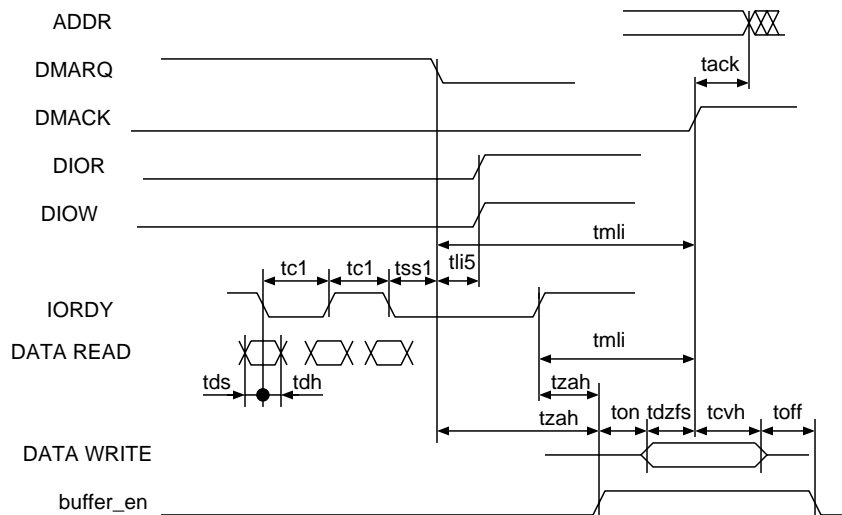 ADDR
DMARQ
tack
DMACK
DIOR
DIOW
tmli
tc1 tc1 tss1 tli5
IORDY
DATA READ
tmli
tds tdh tzah
tzah ton tdzfs tcvh toff
DATA WRITE
buffer_en